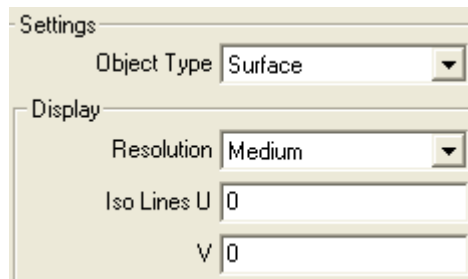 Settings
Object Type Surface
Display
Resolution Medium
Iso Lines U 0
V 0